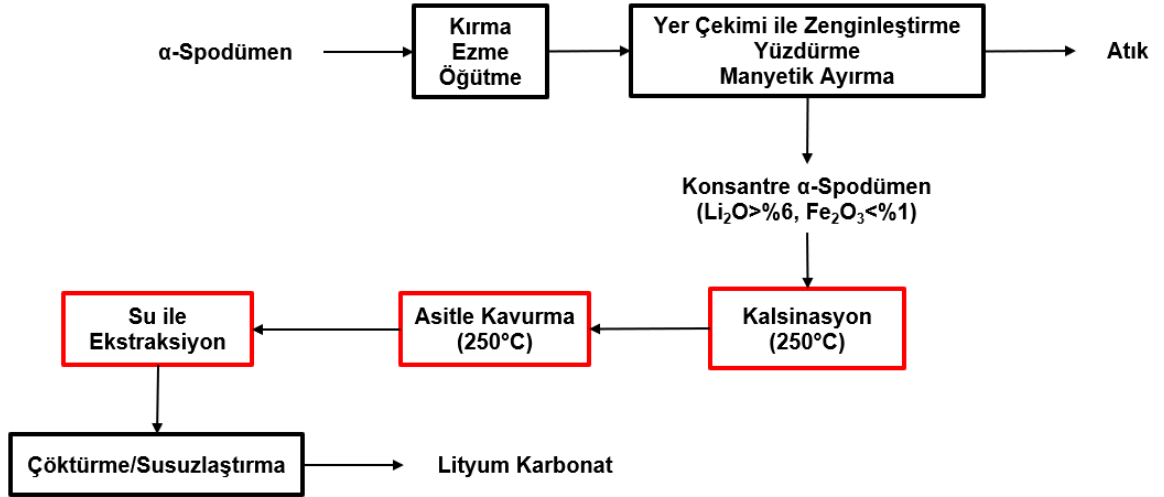 α-Spodümen
Kırma
Ezme
Öğütme
Yer Çekimi ile Zenginleştirme
Yüzdürme
Manyetik Ayırma
Atık
Konsantre α-Spodümen
(Li₂O>%6, Fe₂O₃<%1)
Kalsinasyon
(250°C)
Asitle Kavurma
(250°C)
Su ile
Ekstraksiyon
Çöktürme/Susuzlaştırma
Lityum Karbonat